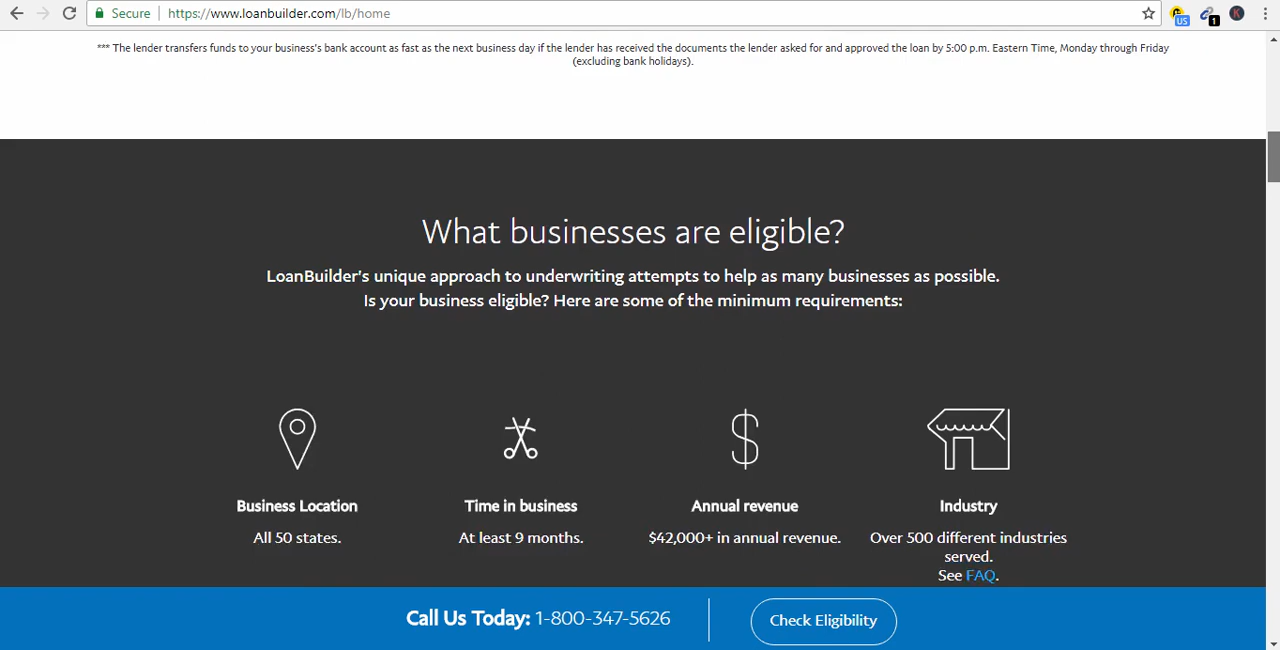 Secure
https://www.loanbuilder.com/lb/home
US
1
K
*** The lender transfers funds to your business's bank account as fast as the next business day if the lender has received the documents the lender asked for and approved the loan by 5:00 p.m. Eastern Time, Monday through Friday
(excluding bank holidays).
What businesses are eligible?
LoanBuilder's unique approach to underwriting attempts to help as many businesses as possible.
Is your business eligible? Here are some of the minimum requirements:
Business Location
All 50 states.
Time in business
At least 9 months.
Annual revenue
$42,000+ in annual revenue.
Industry
Over 500 different industries
served.
See FAQ.
Call Us Today: 1-800-347-5626
Check Eligibility